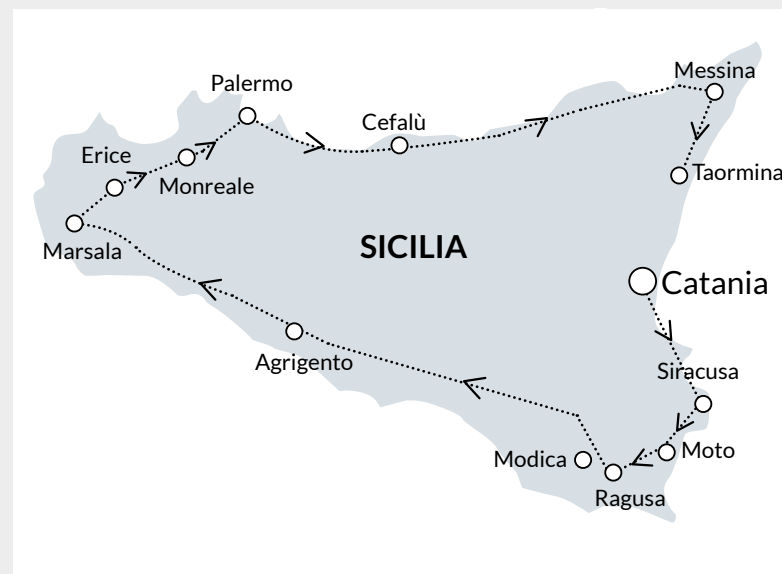 Messina
Palermo
Cefalù
Erice
Monreale
Taormina
Marsala
SICILIA
Catania
Agrigento
Siracusa
Moto
Modica
Ragusa